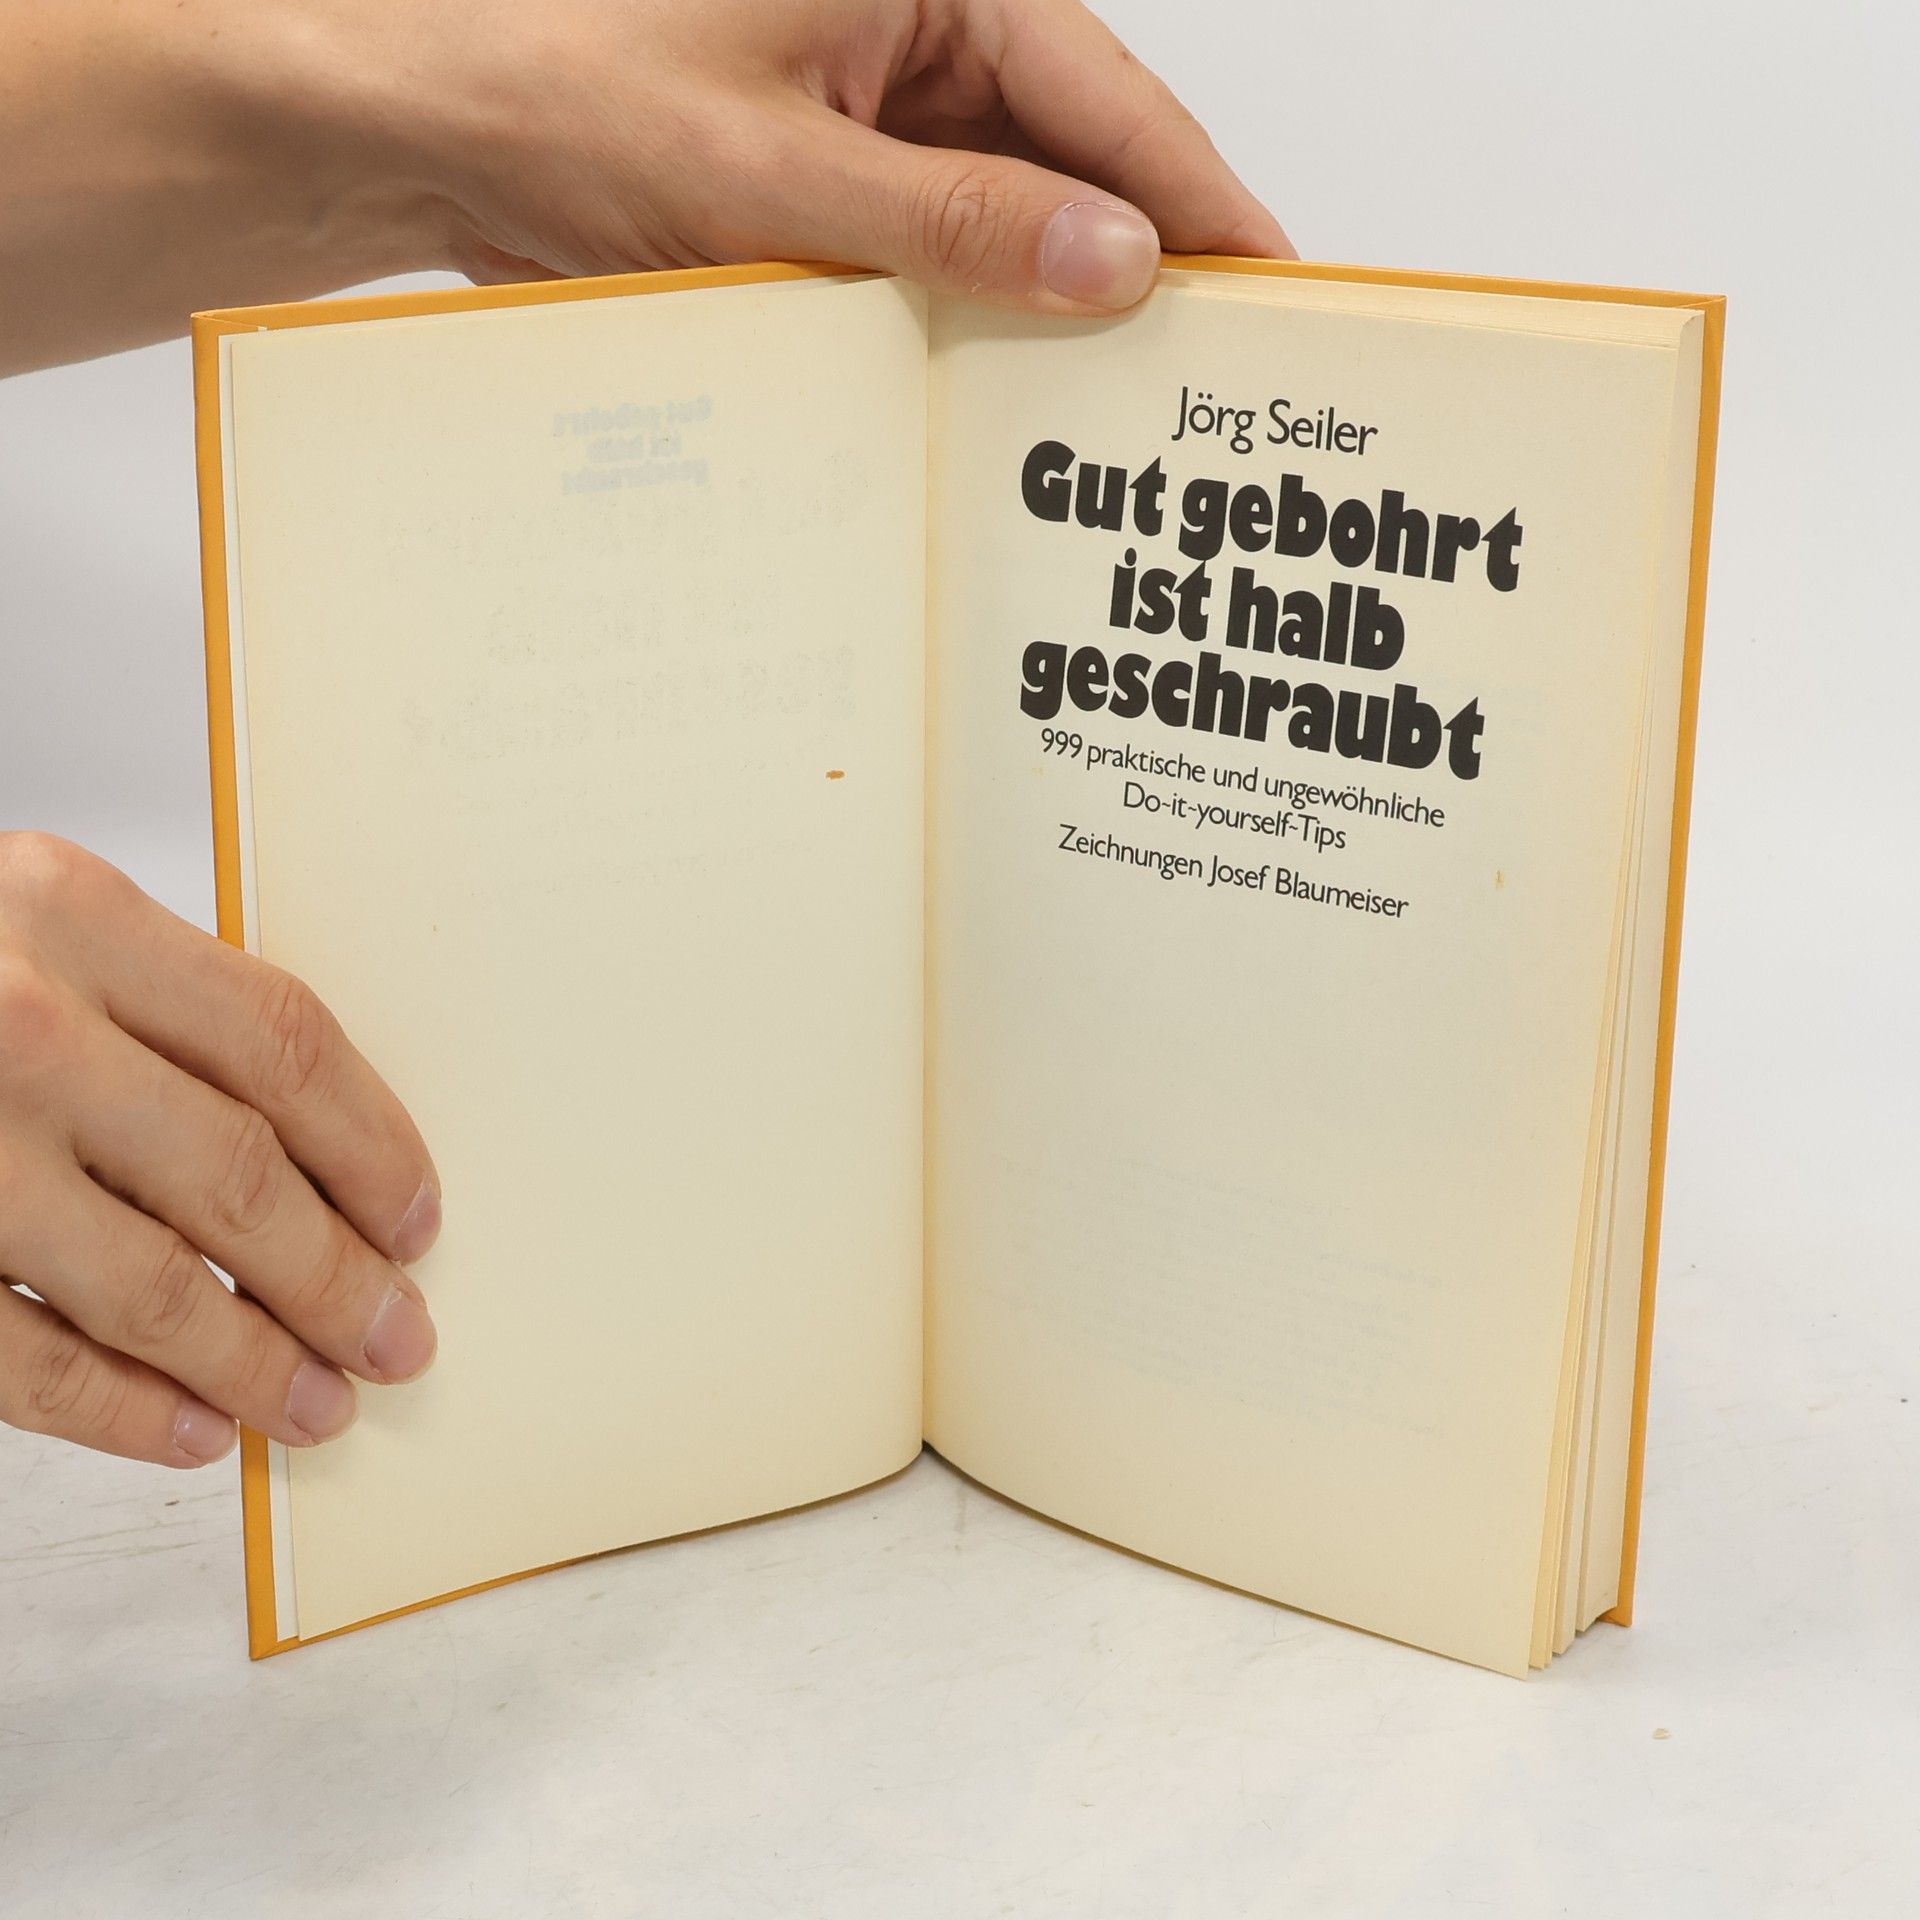 Jörg Seiler
Gut gebohrt
ist halb
geschraubt
999 praktische und ungewöhnliche
Do-it-yourself-Tips
Zeichnungen Josef Blaumeiser